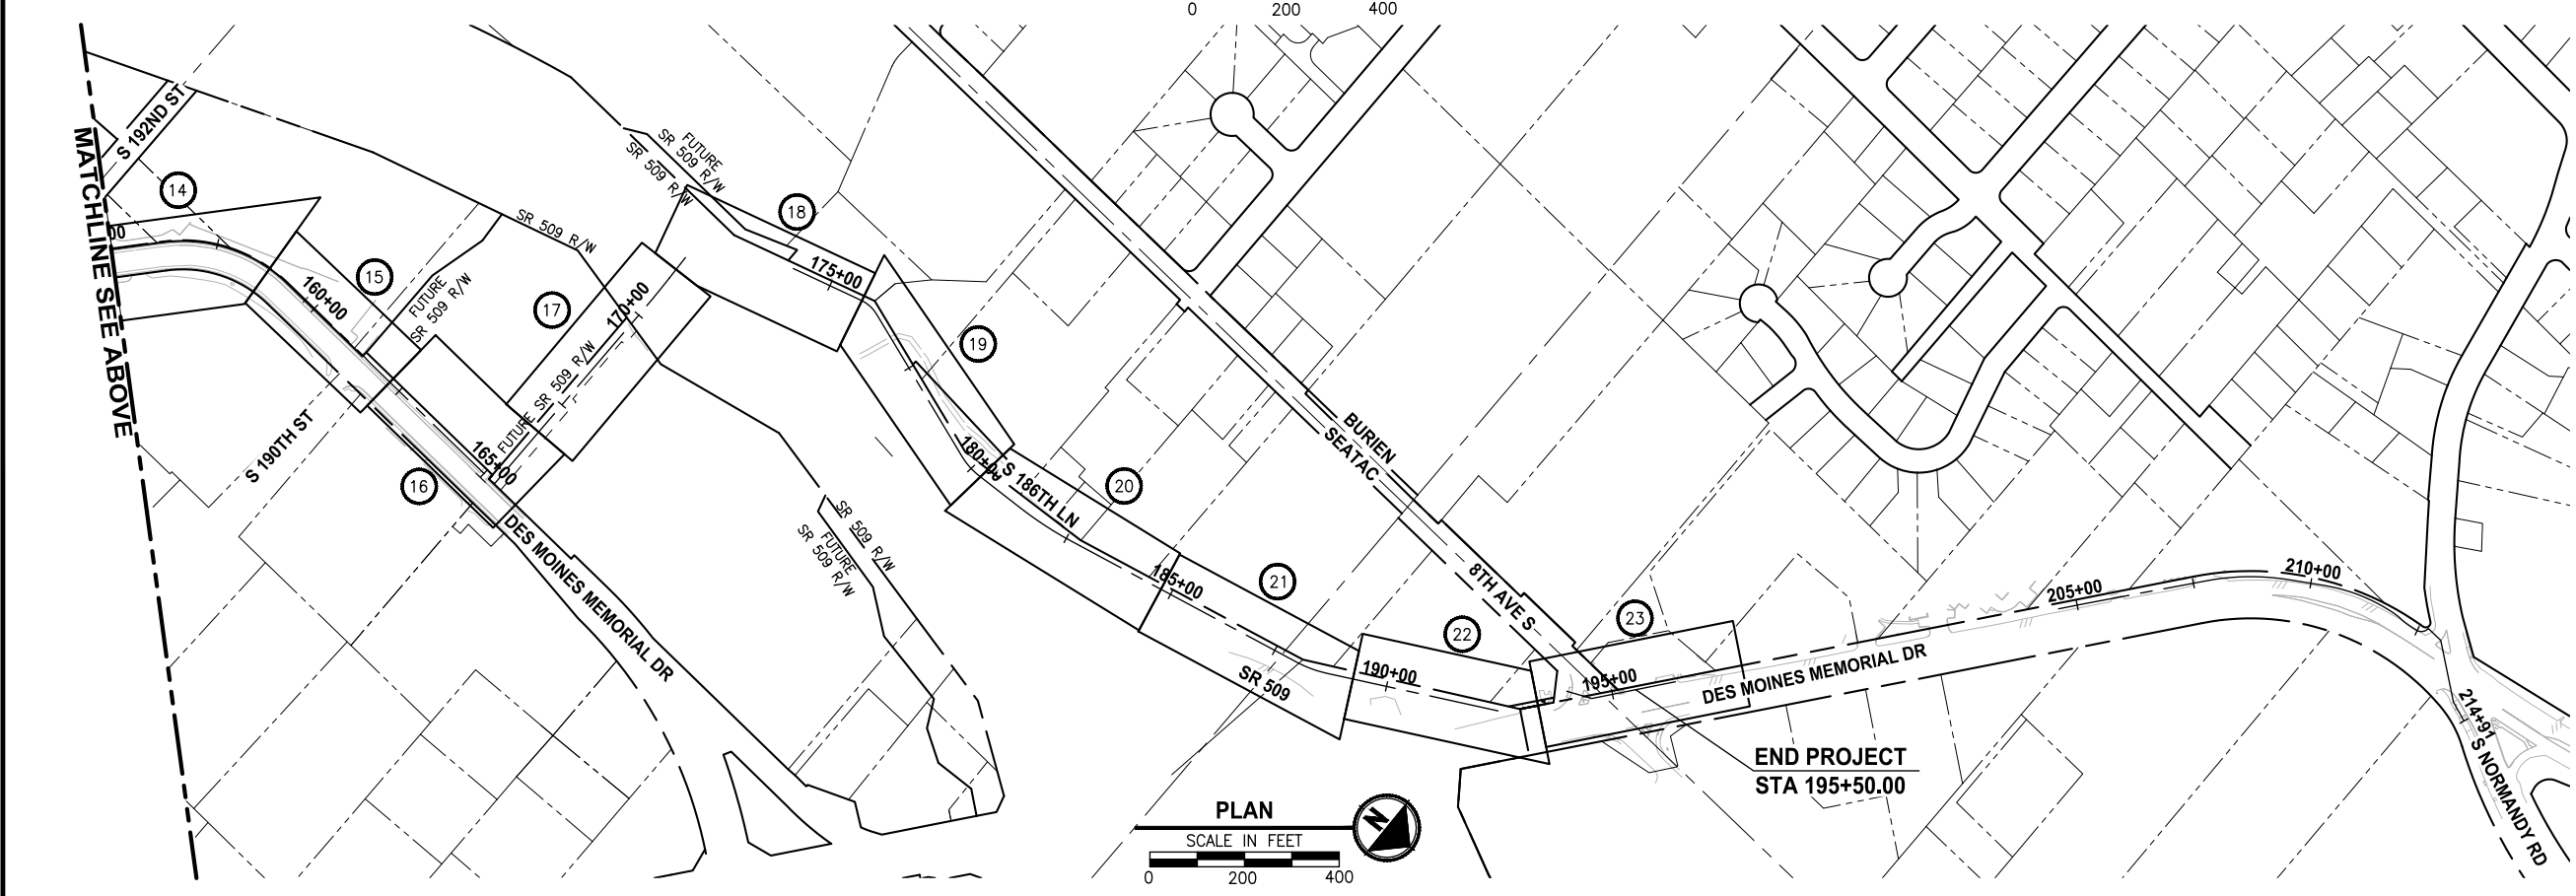 0 200 400
MATCHLINE SEE ABOVE
S 192ND ST
14
00
15
160+00
FUTURE
SR 509 R/W
SR 509 R/W
S 190TH ST
16
165+00
17
170+00
FUTURE SR 509 R/W
FUTURE
SR 509 R/W
SR 509 R/W
18
175+00
19
180+00
S 186TH LN
20
DES MOINES MEMORIAL DR
SR 509 R/W
FUTURE
SR 509 R/W
185+00
21
SR 509
BURIEN
SEATAC
8TH AVE S
22
190+00
23
195+00
DES MOINES MEMORIAL DR
205+00
210+00
214+91
S NORMANDY RD
END PROJECT
STA 195+50.00
PLAN
SCALE IN FEET
0 200 400
N